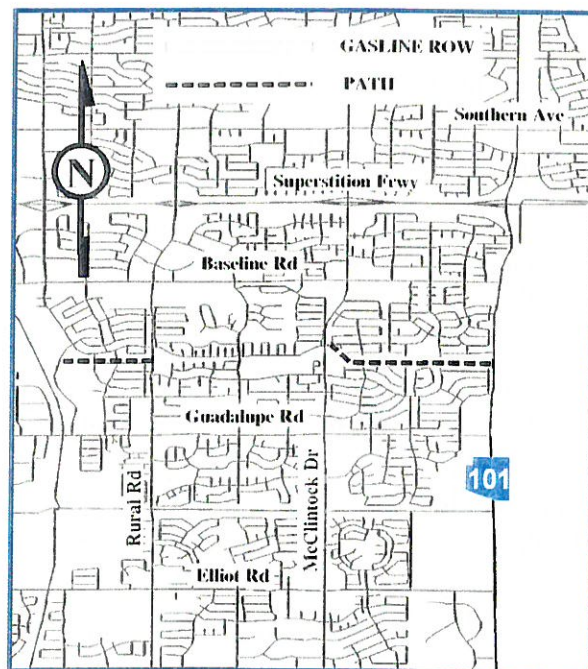 GASLINE ROW
PATH
Southern Ave
N
Superstition Frwy
Baseline Rd
Guadalupe Rd
101
Rural Rd
McClintock Dr
Elliot Rd